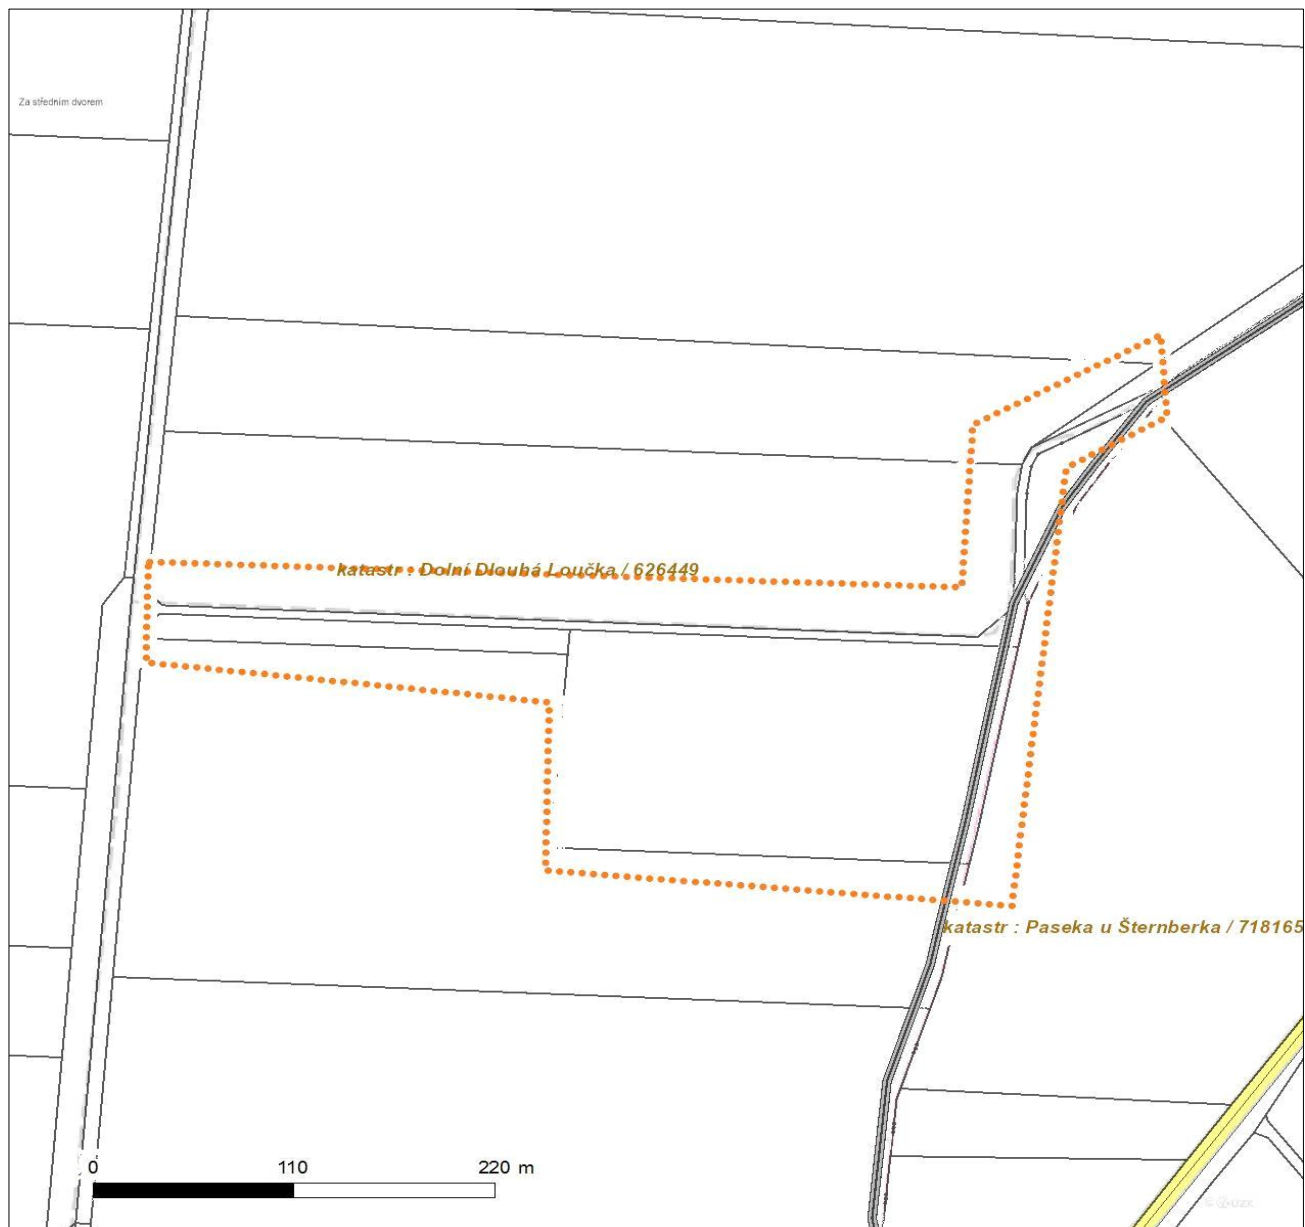 Za středním dvorem
katastr : Dolní Dlouhá Loučka / 626449
katastr : Paseka u Šternberka / 718165
0 110 220 m